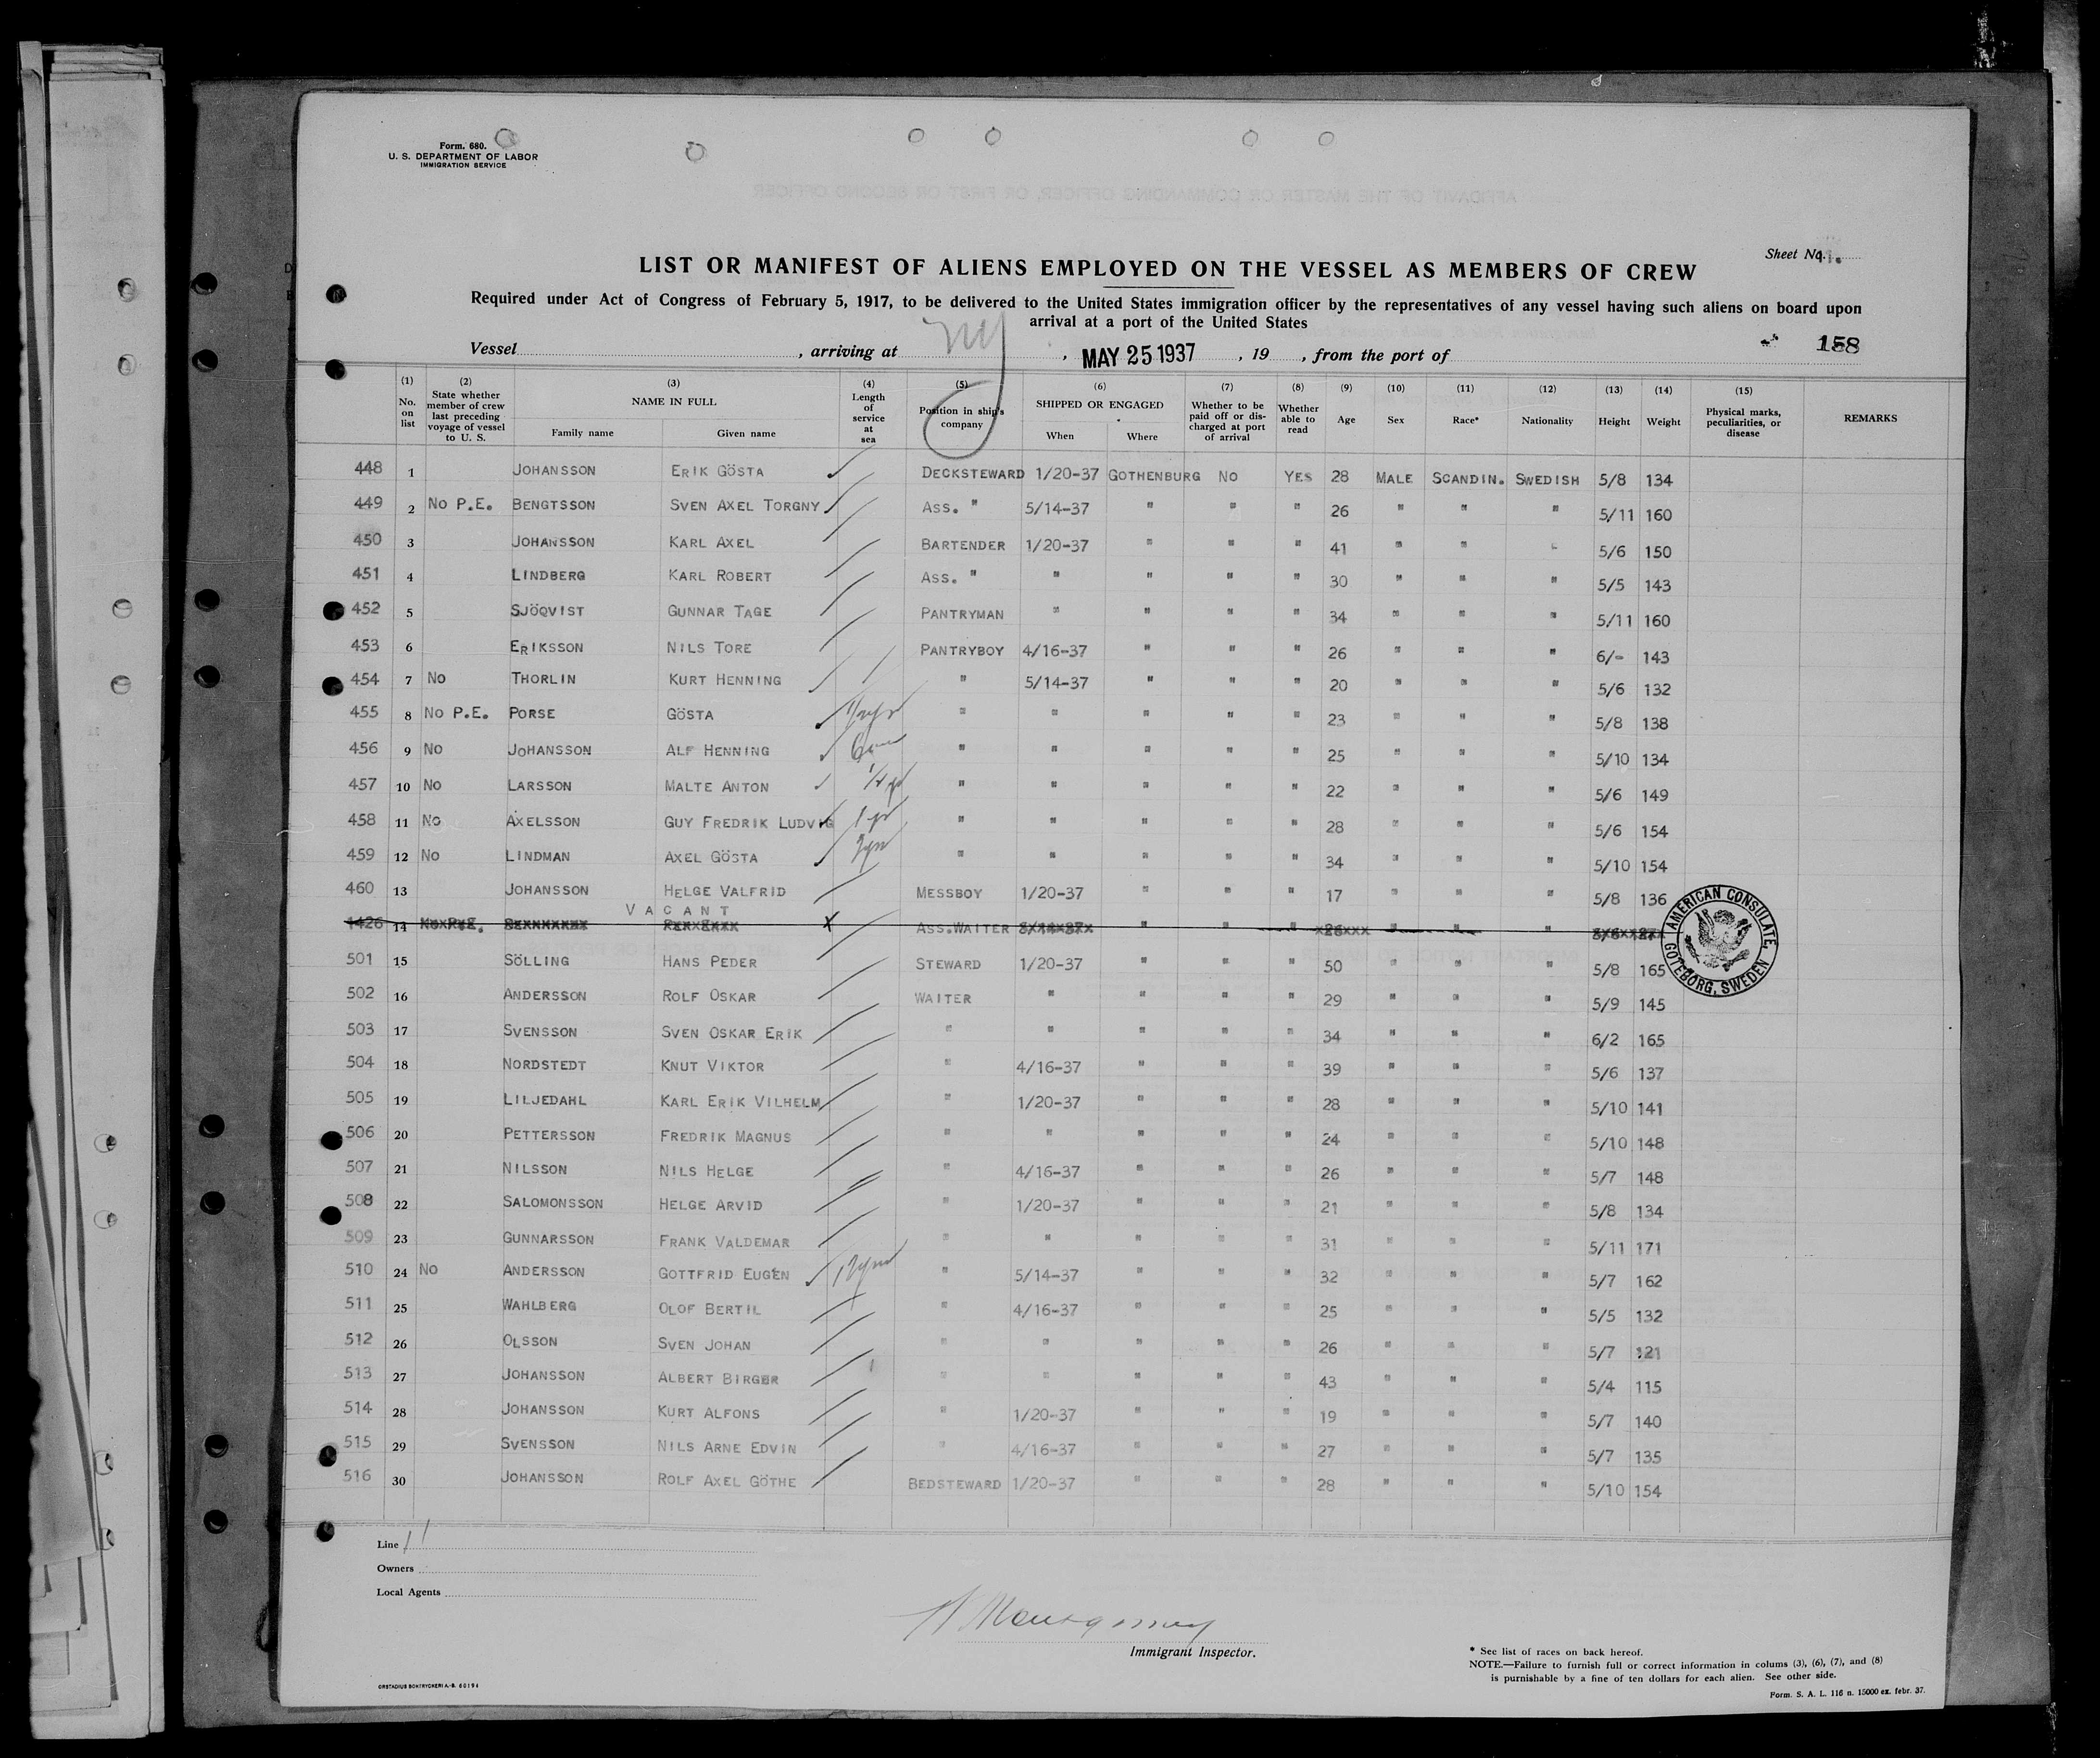 Form. 680.
U. S. DEPARTMENT OF LABOR
IMMIGRATION SERVICE
Sheet No.
LIST OR MANIFEST OF ALIENS EMPLOYED ON THE VESSEL AS MEMBERS OF CREW
Required under Act of Congress of February 5, 1917, to be delivered to the United States immigration officer by the representatives of any vessel having such aliens on board upon
arrival at a port of the United States
Vessel , arriving at NY , MAY 25 1937 , 19 , from the port of 158
(1) No. on list (2) State whether member of crew last preceding voyage of vessel to U. S. (3) NAME IN FULL Family name Given name (4) Length of service at sea (5) Position in ship's company (6) SHIPPED OR ENGAGED When Where (7) Whether to be paid off or discharged at port of arrival (8) Whether able to read (9) Age (10) Sex (11) Race* (12) Nationality (13) Height (14) Weight (15) Physical marks, peculiarities, or disease REMARKS
448 1 JOHANSSON ERIK GÖSTA DECKSTEWARD 1/20-37 GOTHENBURG NO YES 28 MALE SCANDIN. SWEDISH 5/8 134
449 2 NO P.E. BENGTSSON SVEN AXEL TORGNY ASS. " 5/14-37 " " " 26 " " " 5/11 160
450 3 JOHANSSON KARL AXEL BARTENDER 1/20-37 " " " 41 " " " 5/6 150
451 4 LINDBERG KARL ROBERT ASS. " " " " " 30 " " " 5/5 143
452 5 SJÖQVIST GUNNAR TAGE PANTRYMAN " " " " 34 " " " 5/11 160
453 6 ERIKSSON NILS TORE PANTRYBOY 4/16-37 " " " 26 " " " 6/- 143
454 7 NO THORLIN KURT HENNING " 5/14-37 " " " 20 " " " 5/6 132
455 8 NO P.E. PORSE GÖSTA " " " " " 23 " " " 5/8 138
456 9 NO JOHANSSON ALF HENNING " " " " " 25 " " " 5/10 134
457 10 NO LARSSON MALTE ANTON " " " " " 22 " " " 5/6 149
458 11 NO AXELSSON GUY FREDRIK LUDVIG 1 yr " " " " " 28 " " " 5/6 154
459 12 NO LINDMAN AXEL GÖSTA " " " " " 34 " " " 5/10 154
460 13 JOHANSSON HELGE VALFRID MESSBOY 1/20-37 " " " 17 " " " 5/8 136
VACANT
1426 14 ASS.WAITER " " " " " "
501 15 SÖLLING HANS PEDER STEWARD 1/20-37 " " " 50 " " " 5/8 165
502 16 ANDERSSON ROLF OSKAR WAITER " " " " 29 " " " 5/9 145
503 17 SVENSSON SVEN OSKAR ERIK " " " " " 34 " " " 6/2 165
504 18 NORDSTEDT KNUT VIKTOR " 4/16-37 " " " 39 " " " 5/6 137
505 19 LILJEDAHL KARL ERIK VILHELM " 1/20-37 " " " 28 " " " 5/10 141
506 20 PETTERSSON FREDRIK MAGNUS " " " " " 24 " " " 5/10 148
507 21 NILSSON NILS HELGE " 4/16-37 " " " 26 " " " 5/7 148
508 22 SALOMONSSON HELGE ARVID " 1/20-37 " " " 21 " " " 5/8 134
509 23 GUNNARSSON FRANK VALDEMAR " " " " " 31 " " " 5/11 171
510 24 NO ANDERSSON GOTTFRID EUGEN " 5/14-37 " " " 32 " " " 5/7 162
511 25 WAHLBERG OLOF BERTIL " 4/16-37 " " " 25 " " " 5/5 132
512 26 OLSSON SVEN JOHAN " " " " " 26 " " " 5/7 121
513 27 JOHANSSON ALBERT BIRGER " " " " " 43 " " " 5/4 115
514 28 JOHANSSON KURT ALFONS " 1/20-37 " " " 19 " " " 5/7 140
515 29 SVENSSON NILS ARNE EDVIN " 4/16-37 " " " 27 " " " 5/7 135
516 30 JOHANSSON ROLF AXEL GÖTHE BEDSTEWARD 1/20-37 " " " 28 " " " 5/10 154
AMERICAN CONSULATE, GÖTEBORG, SWEDEN
Line
Owners
Local Agents
Montgomery
Immigrant Inspector.
* See list of races on back hereof.
NOTE.—Failure to furnish full or correct information in colums (3), (6), (7), and (8)
is punishable by a fine of ten dollars for each alien. See other side.
Form. S. A. L. 116 n. 15000 ex. febr. 37.